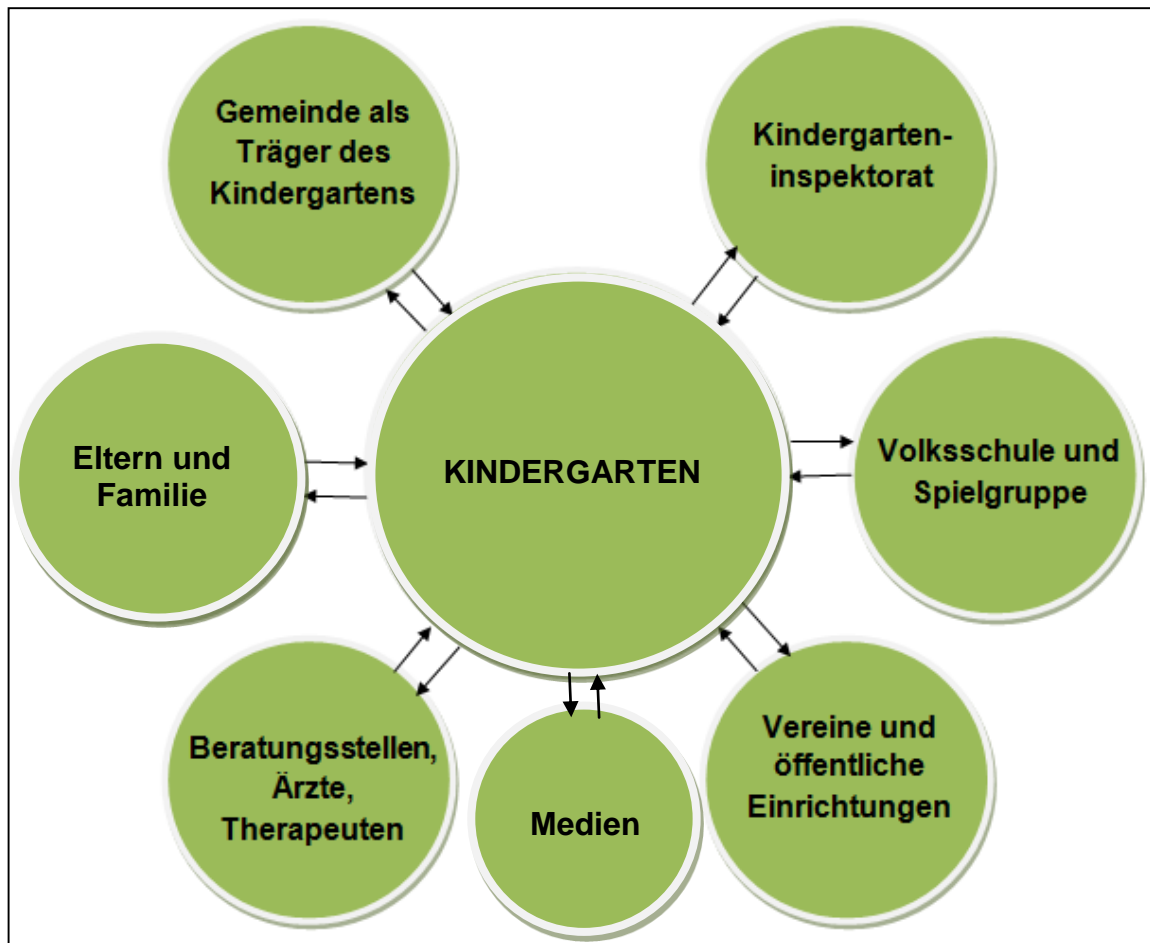 Gemeinde als
Träger des
Kindergartens
Kindergarten-
inspektorat
Eltern und
Familie
KINDERGARTEN
Volksschule und
Spielgruppe
Beratungsstellen,
Ärzte,
Therapeuten
Medien
Vereine und
öffentliche
Einrichtungen